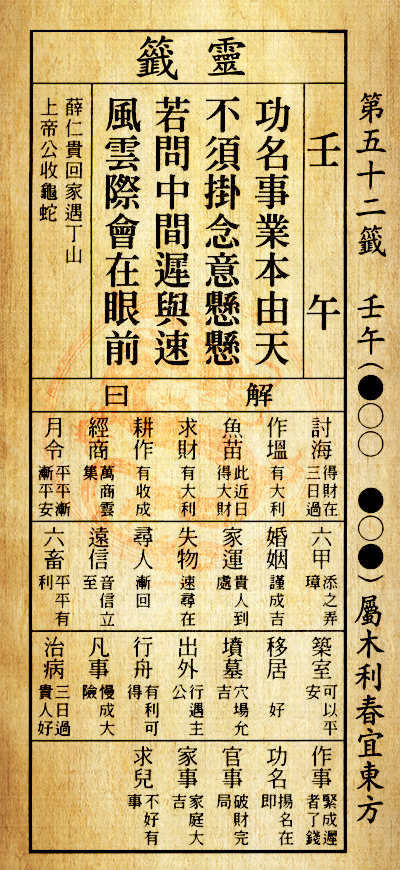 第五十二籤 壬午(●○○ ●○●)屬木利春宜東方
靈籤
壬午
功名事業本由天
不須掛念意懸懸
若問中間遲與速
風雲際會在眼前
薛仁貴回家遇丁山
上帝公收龜蛇
解曰
討海 得財在三日過
作塭 有大利
魚苗 此近日得大財
求財 有大利
耕作 有收成
經商 萬商雲集
月令 平平漸漸平安
六甲 添之弄璋
婚姻 謹成吉
家運 貴人到處
失物 速尋在
尋人 漸回
遠信 音信立至
六畜 平平有利
築室 可以平安
移居 好
墳墓 穴場允吉
出外 行遇主公
行舟 有利可得
凡事 慢成大險
治病 三日過貴人好
作事 緊成遲者了錢
功名 揚名在即
官事 破財完局
家事 家庭大吉
求兒 不好有事